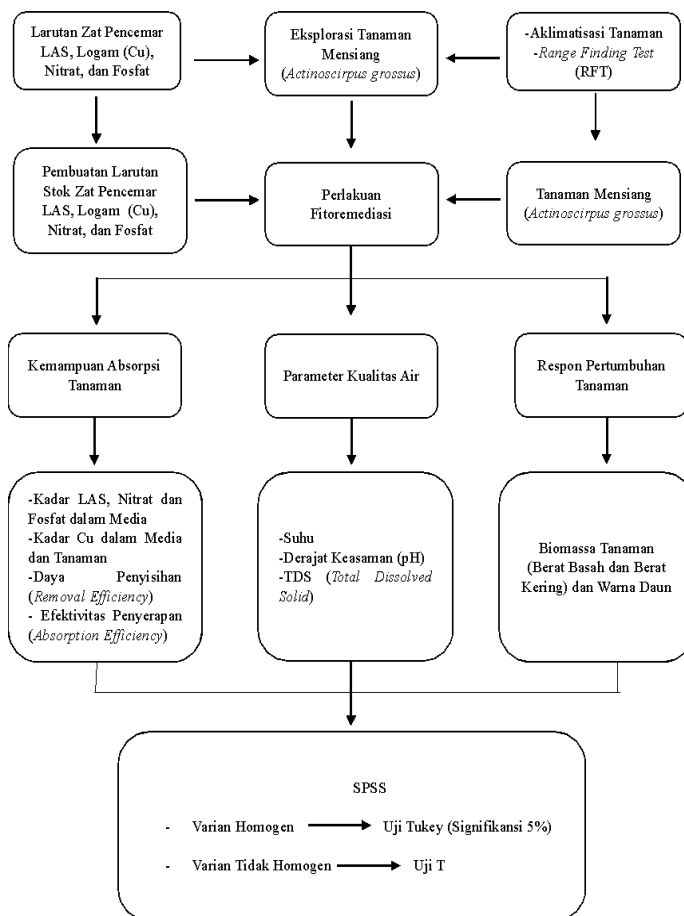 Larutan Zat Pencemar
LAS, Logam (Cu),
Nitrat, dan Fosfat
Eksplorasi Tanaman
Mensiang
(Actinoscirpus grossus)
-Aklimatisasi Tanaman
-Range Finding Test
(RFT)
Pembuatan Larutan
Stok Zat Pencemar
LAS, Logam (Cu),
Nitrat, dan Fosfat
Perlakuan
Fitoremediasi
Tanaman Mensiang
(Actinoscirpus grossus)
Kemampuan Absorpsi
Tanaman
Parameter Kualitas Air
Respon Pertumbuhan
Tanaman
-Kadar LAS, Nitrat dan
Fosfat dalam Media
-Kadar Cu dalam Media
dan Tanaman
-Daya Penyisihan
(Removal Efficiency)
- Efektivitas Penyerapan
(Absorption Efficiency)
-Suhu
-Derajat Keasaman (pH)
-TDS (Total Dissolved
Solid)
Biomassa Tanaman
(Berat Basah dan Berat
Kering) dan Warna Daun
SPSS
- Varian Homogen Uji Tukey (Signifikansi 5%)
- Varian Tidak Homogen Uji T